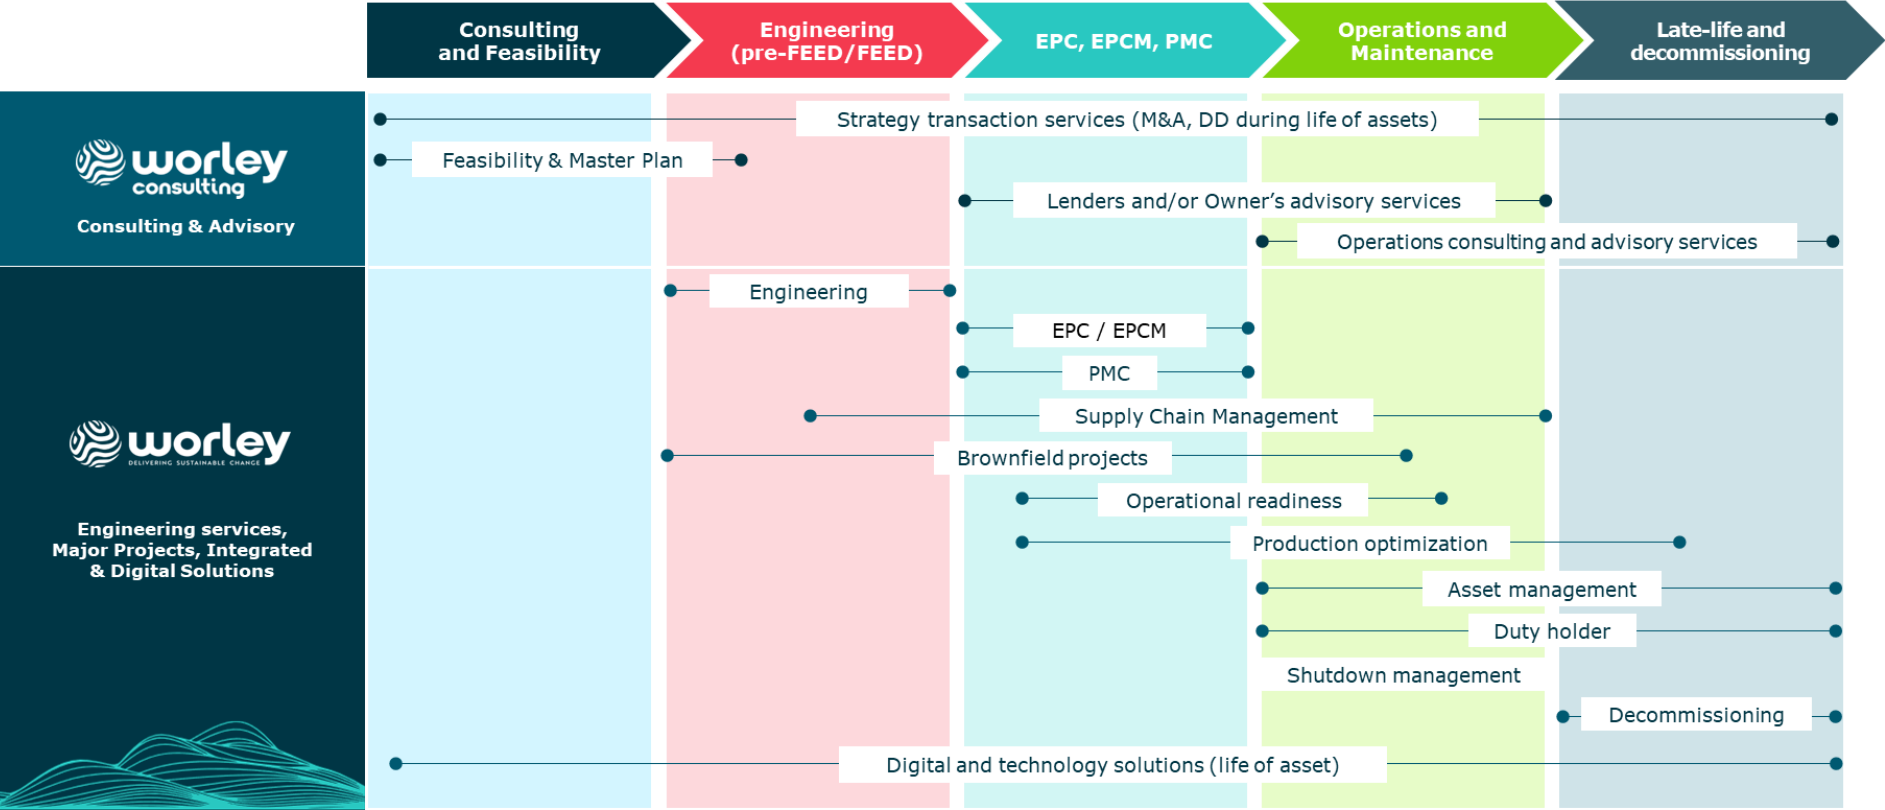 Consulting
and Feasibility
Engineering
(pre-FEED/FEED)
EPC, EPCM, PMC
Operations and
Maintenance
Late-life and
decommissioning
worley
consulting
Consulting & Advisory
Strategy transaction services (M&A, DD during life of assets)
Feasibility & Master Plan
Lenders and/or Owner’s advisory services
Operations consulting and advisory services
worley
DELIVERING SUSTAINABLE CHANGE
Engineering services,
Major Projects, Integrated
& Digital Solutions
Engineering
EPC / EPCM
PMC
Supply Chain Management
Brownfield projects
Operational readiness
Production optimization
Asset management
Duty holder
Shutdown management
Decommissioning
Digital and technology solutions (life of asset)